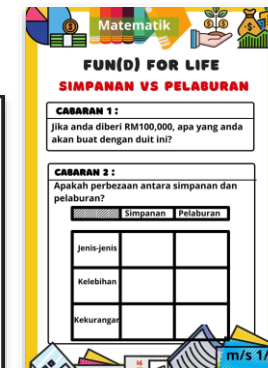 Matematik
FUN(D) FOR LIFE
SIMPANAN VS PELABURAN
CABARAN 1 :
Jika anda diberi RM100,000, apa yang anda
akan buat dengan duit ini?
CABARAN 2 :
Apakah perbezaan antara simpanan dan
pelaburan?
Simpanan Pelaburan
Jenis-jenis
Kelebihan
Kekurangan
m/s 1/